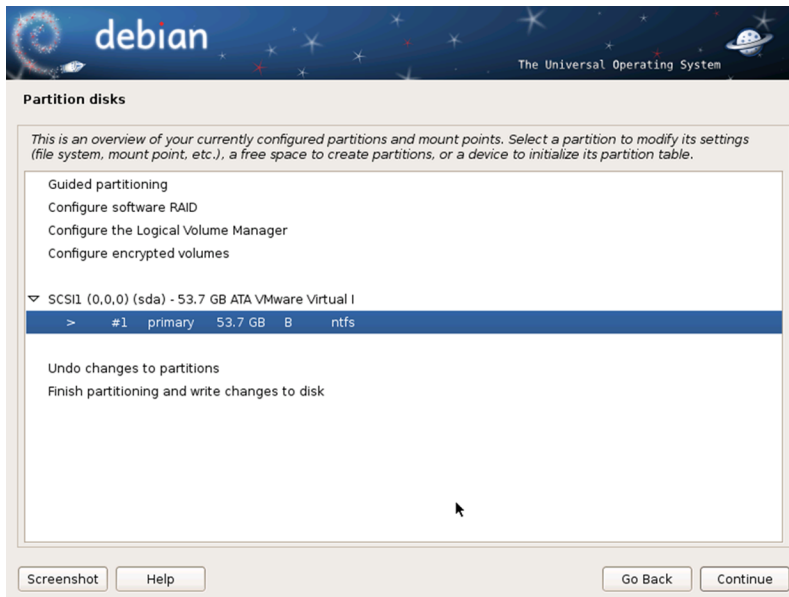 debian
The Universal Operating System
Partition disks
This is an overview of your currently configured partitions and mount points. Select a partition to modify its settings
(file system, mount point, etc.), a free space to create partitions, or a device to initialize its partition table.
Guided partitioning
Configure software RAID
Configure the Logical Volume Manager
Configure encrypted volumes
SCSI1 (0,0,0) (sda) - 53.7 GB ATA VMware Virtual I
> #1 primary 53.7 GB B ntfs
Undo changes to partitions
Finish partitioning and write changes to disk
Screenshot Help Go Back Continue